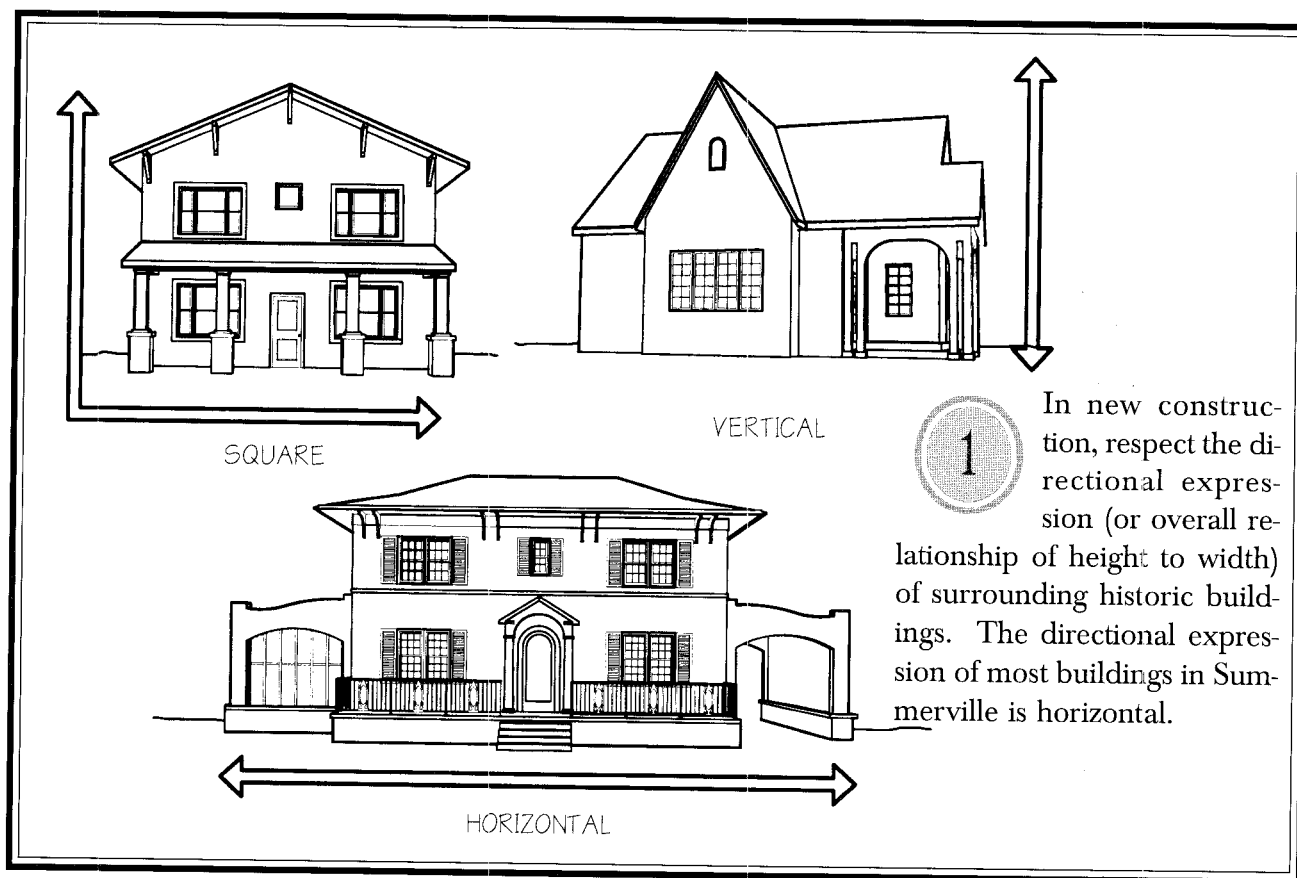 SQUARE
VERTICAL
HORIZONTAL
1
In new construc-
tion, respect the di-
rectional expres-
sion (or overall re-
lationship of height to width)
of surrounding historic build-
ings. The directional expres-
sion of most buildings in Sum-
merville is horizontal.